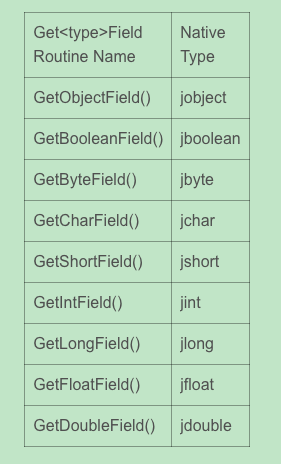 Get<type>Field Native
Routine Name Type
GetObjectField() jobject
GetBooleanField() jboolean
GetByteField() jbyte
GetCharField() jchar
GetShortField() jshort
GetIntField() jint
GetLongField() jlong
GetFloatField() jfloat
GetDoubleField() jdouble